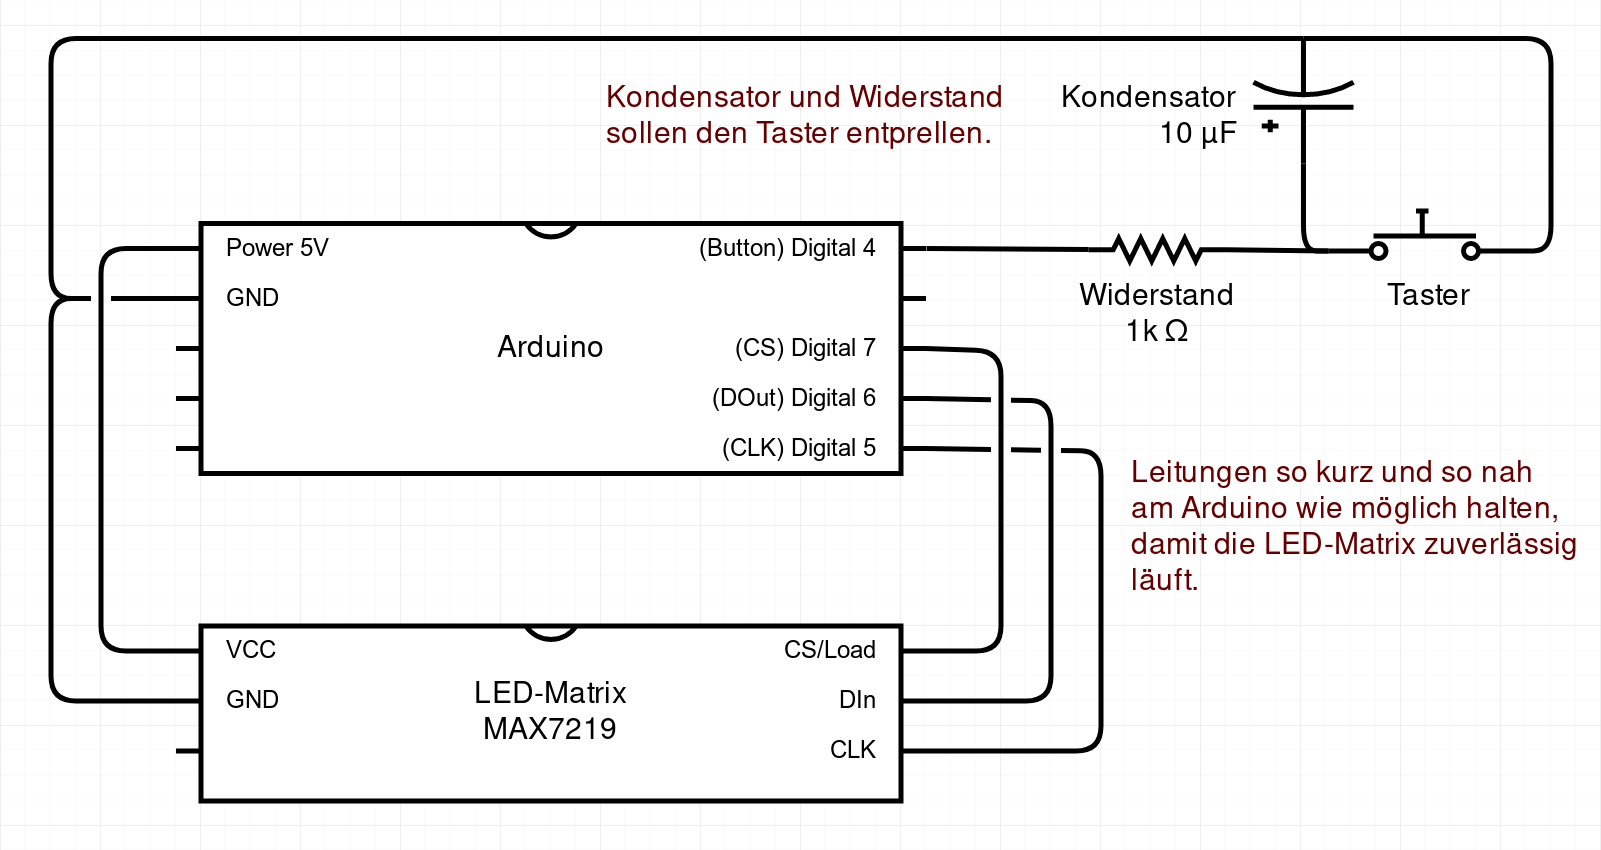 Kondensator und Widerstand
sollen den Taster entprellen.
Kondensator
10 µF
+
Power 5V
GND
Arduino
(Button) Digital 4
(CS) Digital 7
(DOut) Digital 6
(CLK) Digital 5
Widerstand
1k Ω
Taster
Leitungen so kurz und so nah
am Arduino wie möglich halten,
damit die LED-Matrix zuverlässig
läuft.
VCC
GND
LED-Matrix
MAX7219
CS/Load
DIn
CLK